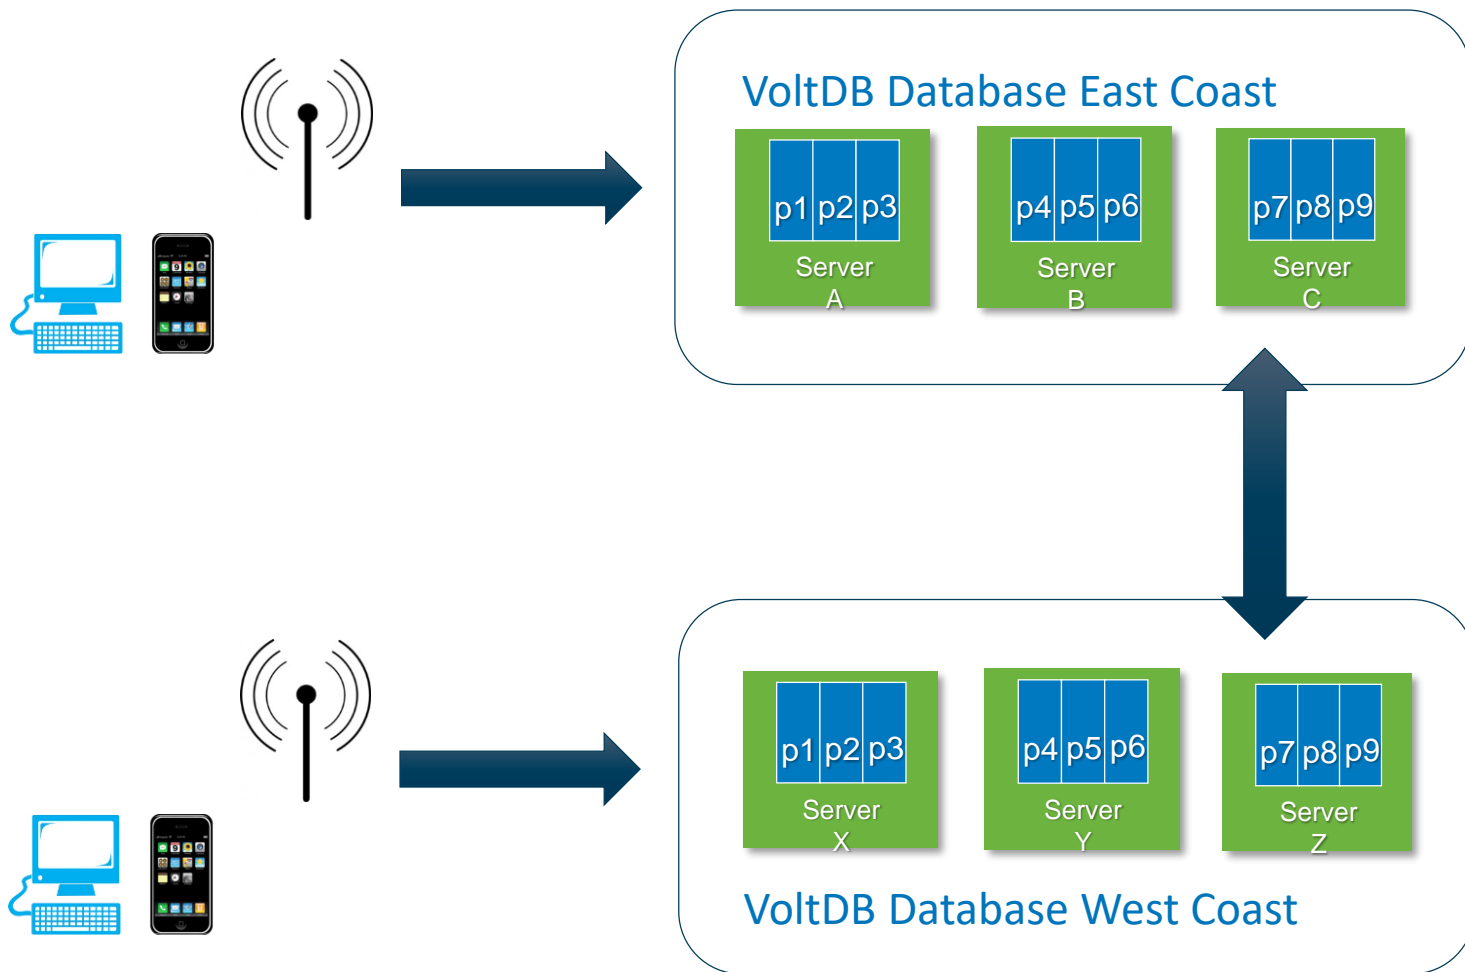 VoltDB Database East Coast
p1 p2 p3
Server
A
p4 p5 p6
Server
B
p7 p8 p9
Server
C
p1 p2 p3
Server
X
p4 p5 p6
Server
Y
p7 p8 p9
Server
Z
VoltDB Database West Coast